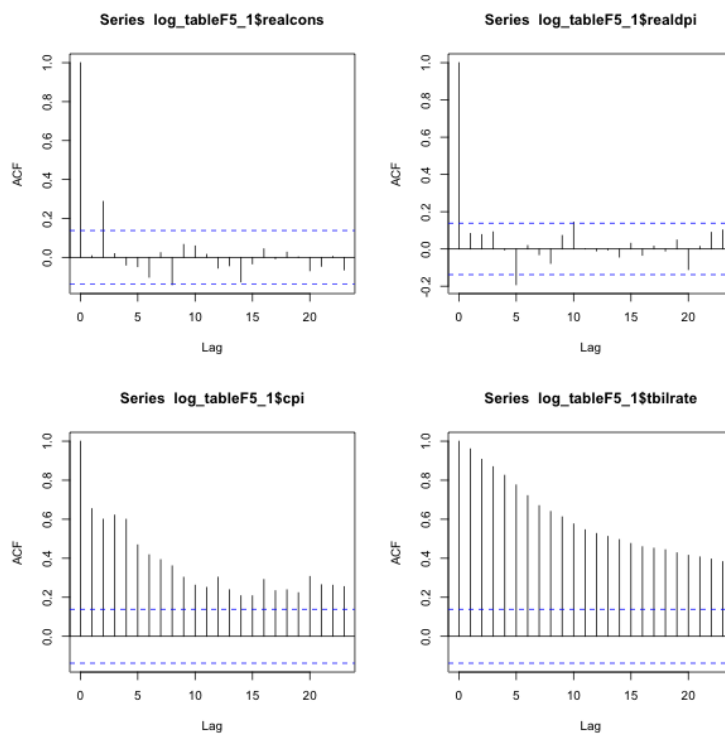 Series log_tableF5_1$realcons
ACF
0.0 0.2 0.4 0.6 0.8 1.0
0 5 10 15 20
Lag
Series log_tableF5_1$realdpi
ACF
-0.2 0.0 0.2 0.4 0.6 0.8 1.0
0 5 10 15 20
Lag
Series log_tableF5_1$cpi
ACF
0.0 0.2 0.4 0.6 0.8 1.0
0 5 10 15 20
Lag
Series log_tableF5_1$tbilrate
ACF
0.0 0.2 0.4 0.6 0.8 1.0
0 5 10 15 20
Lag